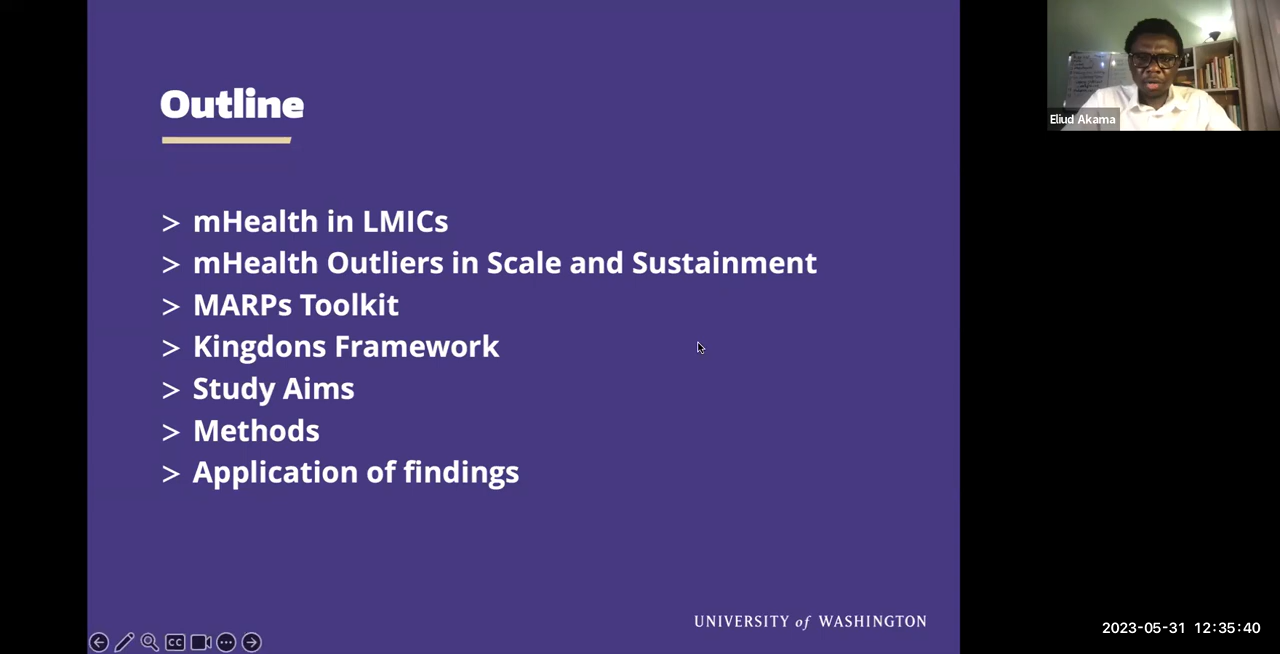 Outline
> mHealth in LMICs
> mHealth Outliers in Scale and Sustainment
> MARPs Toolkit
> Kingdons Framework
> Study Aims
> Methods
> Application of findings
UNIVERSITY of WASHINGTON
CC
Eliud Akama
2023-05-31 12:35:40